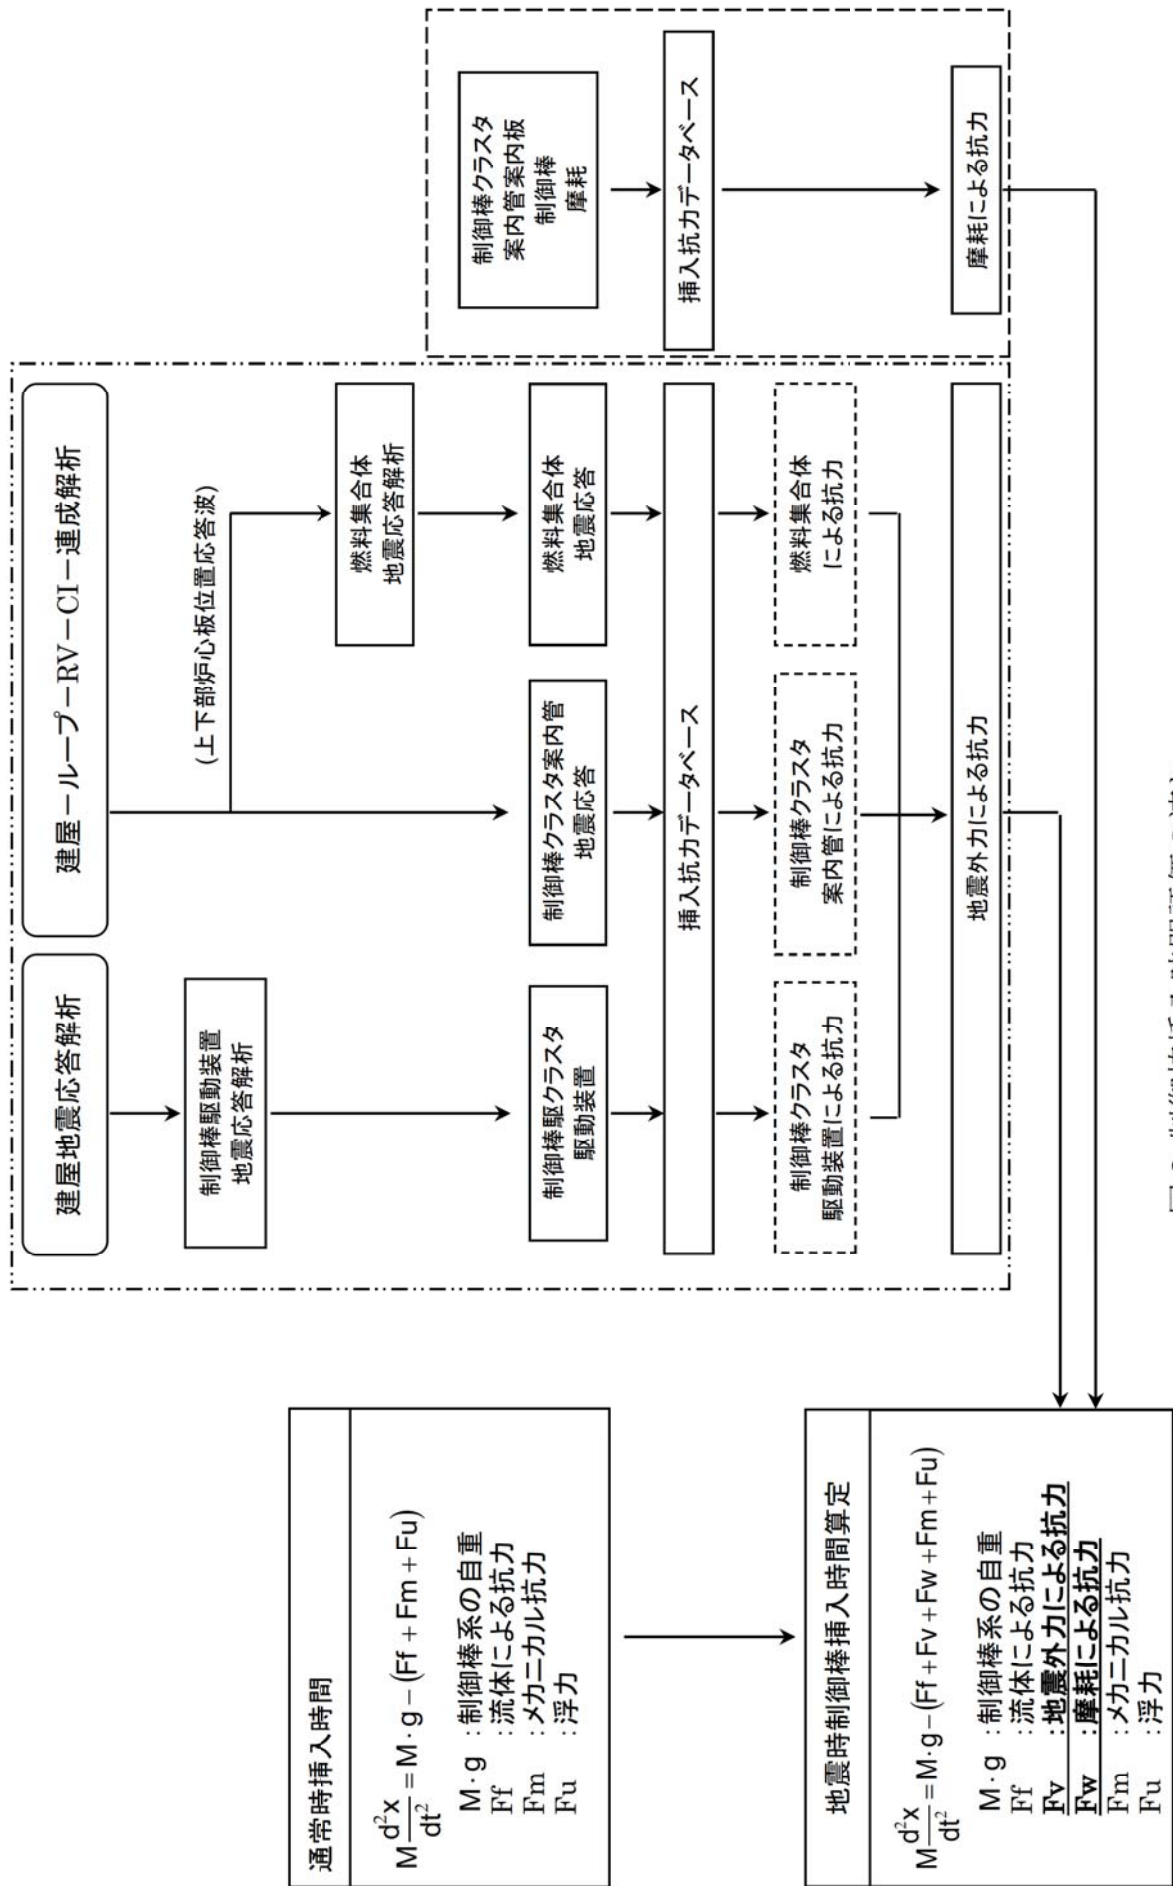 通常時挿入時間
M d²x/dt² = M·g−(Ff + Fm + Fu)
M·g :制御棒系の自重
Ff :流体による抗力
Fm :メカニカル抗力
Fu :浮力
地震時制御棒挿入時間算定
M d²x/dt² = M·g−(Ff+Fv+Fw+Fm+Fu)
M·g :制御棒系の自重
Ff :流体による抗力
Fv :地震外力による抗力
Fw :摩耗による抗力
Fm :メカニカル抗力
Fu :浮力
建屋地震応答解析
建屋−ループ−RV−CI−連成解析
(上下部炉心板位置応答波)
制御棒駆動装置
地震応答解析
燃料集合体
地震応答解析
制御棒駆クラスタ
駆動装置
制御棒クラスタ案内管
地震応答
燃料集合体
地震応答
挿入抗力データベース
制御棒クラスタ
駆動装置による抗力
制御棒クラスタ
案内管による抗力
燃料集合体
による抗力
地震外力による抗力
制御棒クラスタ
案内管案内板
制御棒
摩耗
挿入抗力データベース
摩耗による抗力